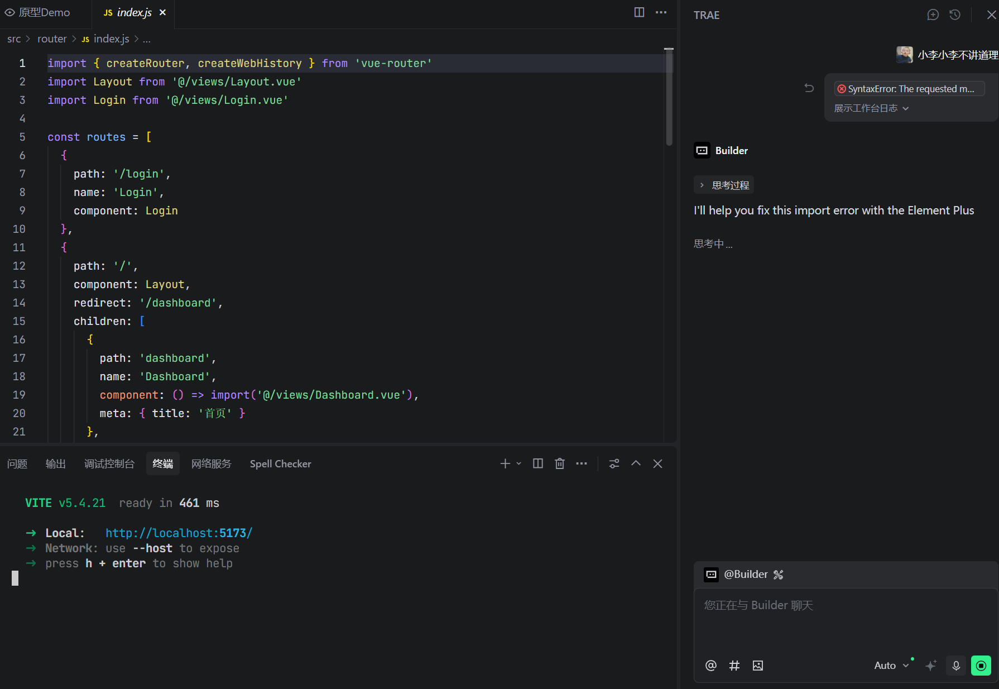 原型Demo
JS index.js
src > router > JS index.js > ...
1 import { createRouter, createWebHistory } from 'vue-router'
2 import Layout from '@/views/Layout.vue'
3 import Login from '@/views/Login.vue'
4
5 const routes = [
6 {
7 path: '/login',
8 name: 'Login',
9 component: Login
10 },
11 {
12 path: '/',
13 component: Layout,
14 redirect: '/dashboard',
15 children: [
16 {
17 path: 'dashboard',
18 name: 'Dashboard',
19 component: () => import('@/views/Dashboard.vue'),
20 meta: { title: '首页' }
21 },
问题 输出 调试控制台 终端 网络服务 Spell Checker
VITE v5.4.21 ready in 461 ms
➜ Local: http://localhost:5173/
➜ Network: use --host to expose
➜ press h + enter to show help
TRAE
小李小李不讲道理
SyntaxError: The requested m...
展示工作台日志
Builder
思考过程
I'll help you fix this import error with the Element Plus
思考中 ...
@Builder
您正在与 Builder 聊天
Auto